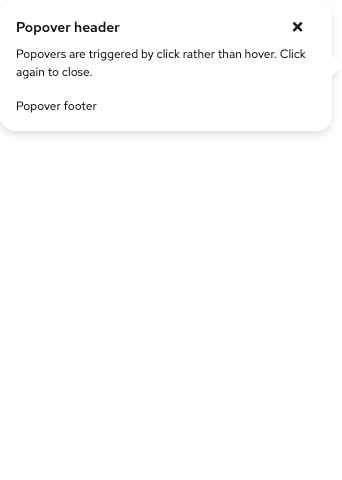 Popover header
Popovers are triggered by click rather than hover. Click
again to close.
Popover footer